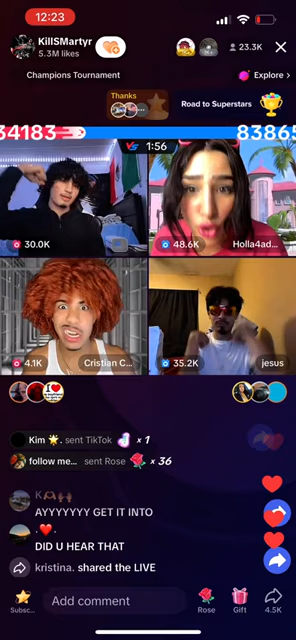 12:23
KillSMartyr
5.3M likes
23.3K
Champions Tournament
Explore >
Thanks
Road to Superstars
34183
83865
VS 1:56
30.0K
48.6K
Holla4ad...
4.1K
Cristian C...
35.2K
jesus
Kim 🌟. sent TikTok x 1
follow me... sent Rose x 36
AYYYYYYY GET IT INTO
. ❤️.
DID U HEAR THAT
kristina. shared the LIVE
Subsc...
Add comment
Rose
Gift
4.5K